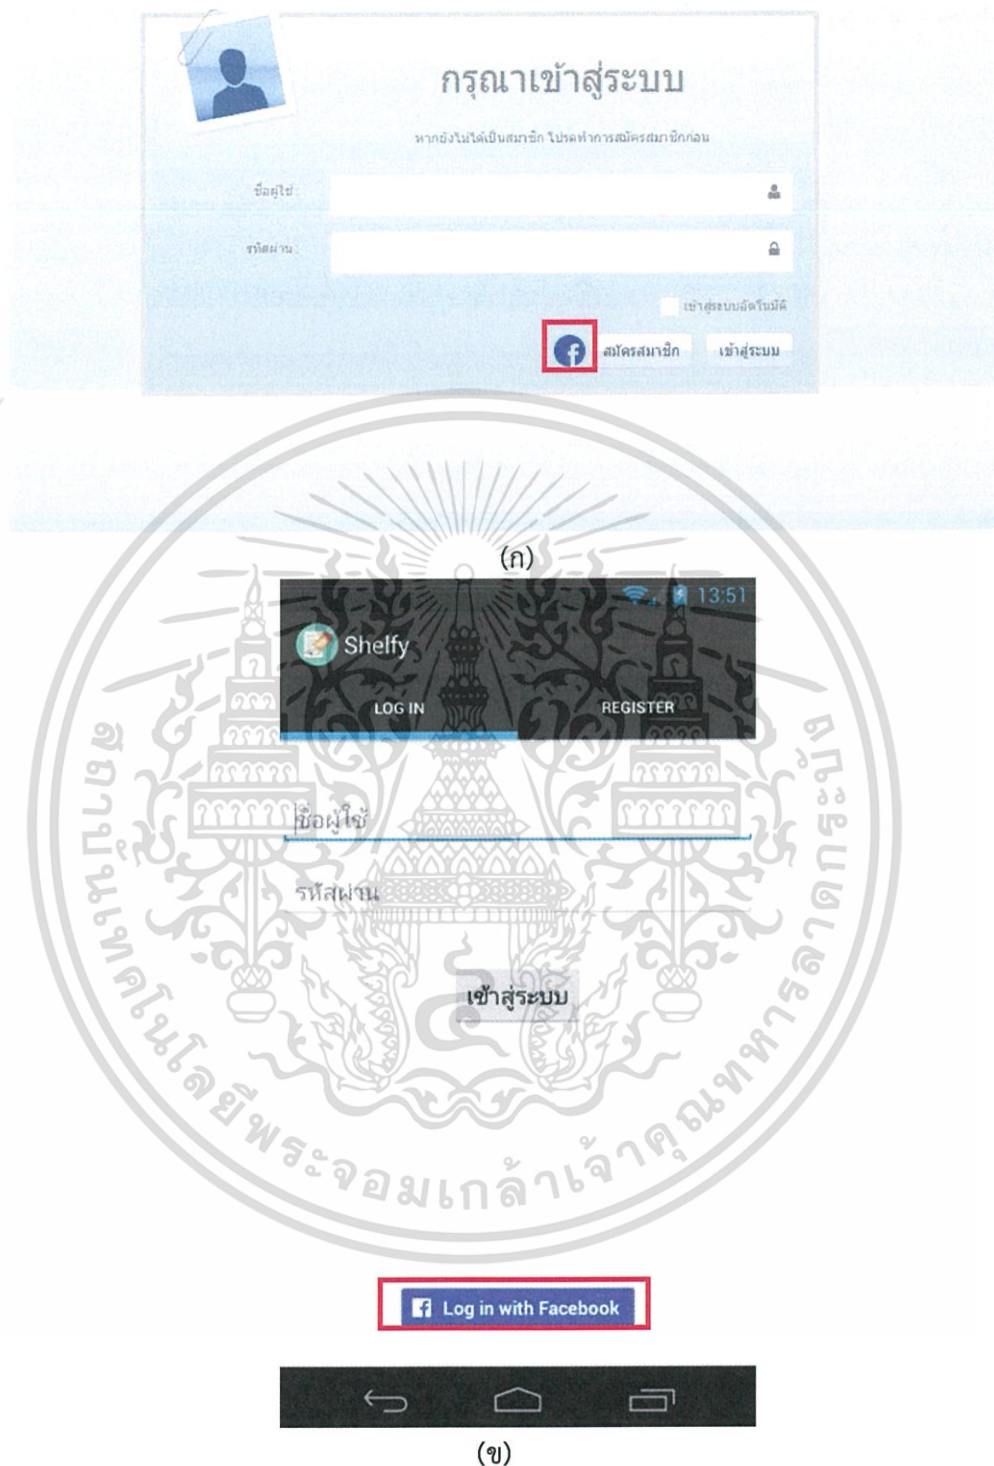 กรุณาเข้าสู่ระบบ
หากยังไม่ได้เป็นสมาชิก โปรดทำการสมัครสมาชิกก่อน
ชื่อผู้ใช้ :
รหัสผ่าน :
เข้าสู่ระบบอัตโนมัติ
สมัครสมาชิก
เข้าสู่ระบบ
(ก)
13:51
Shelfy
LOG IN
REGISTER
ชื่อผู้ใช้
รหัสผ่าน
เข้าสู่ระบบ
สถาบันเทคโนโลยีพระจอมเกล้าเจ้าคุณทหารลาดกระบัง
Log in with Facebook
(ข)